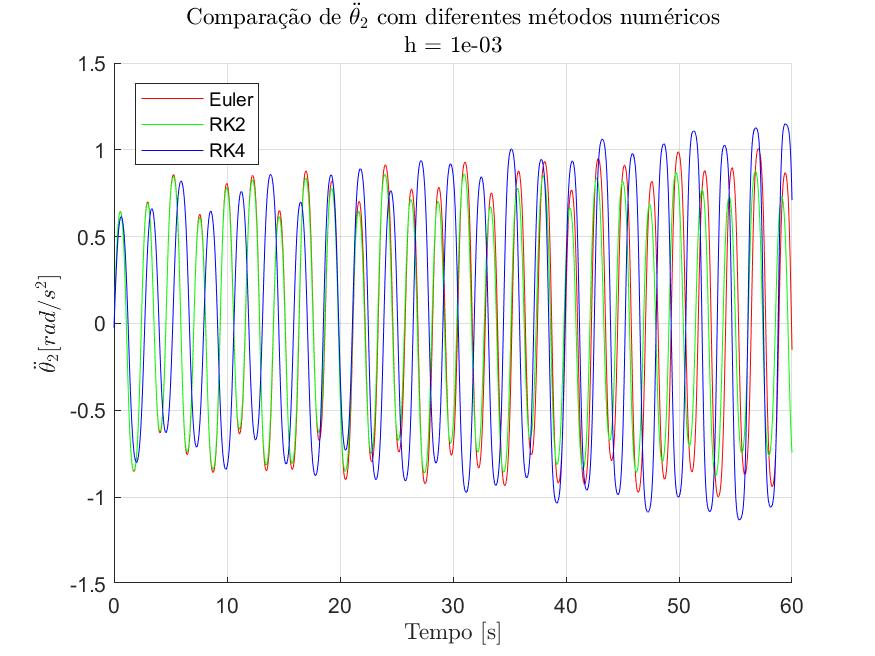 Comparação de θ̈₂ com diferentes métodos numéricos
h = 1e-03
1.5
1
0.5
0
-0.5
-1
-1.5
Euler
RK2
RK4
θ̈₂[rad/s²]
0 10 20 30 40 50 60
Tempo [s]